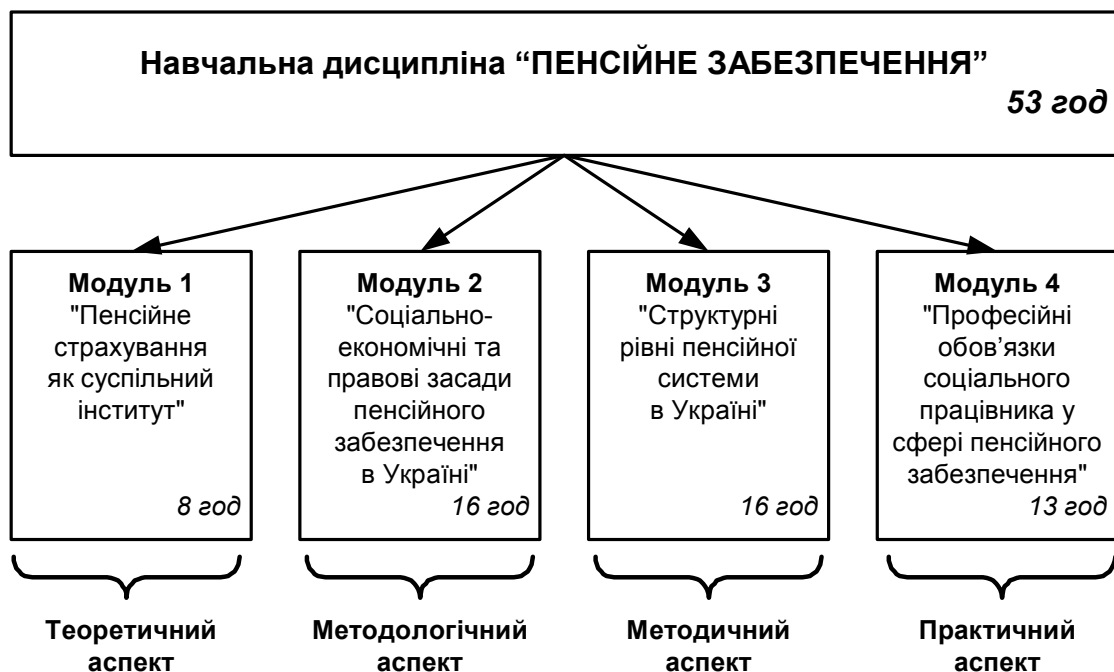 Навчальна дисципліна “ПЕНСІЙНЕ ЗАБЕЗПЕЧЕННЯ”
53 год
Модуль 1
"Пенсійне
страхування
як суспільний
інститут"
8 год
Модуль 2
"Соціально-
економічні та
правові засади
пенсійного
забезпечення
в Україні"
16 год
Модуль 3
"Структурні
рівні пенсійної
системи
в Україні"
16 год
Модуль 4
"Професійні
обов’язки
соціального
працівника у
сфері пенсійного
забезпечення"
13 год
Теоретичний
аспект
Методологічний
аспект
Методичний
аспект
Практичний
аспект